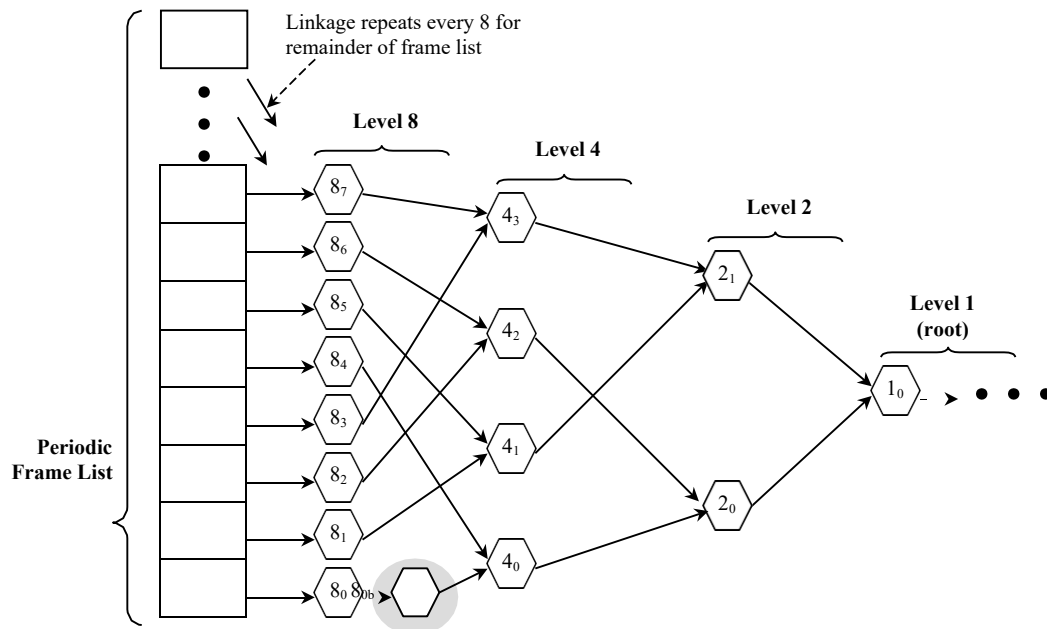 Linkage repeats every 8 for
remainder of frame list
Level 8
Level 4
Level 2
Level 1
(root)
Periodic
Frame List
8₇
8₆
8₅
8₄
8₃
8₂
8₁
8₀ 8₀b
4₃
4₂
4₁
4₀
2₁
2₀
1₀